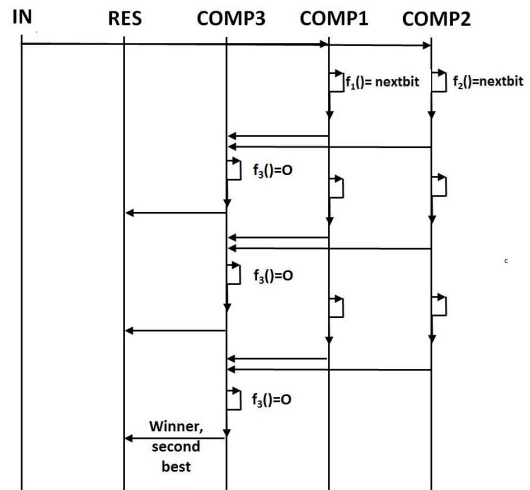 IN RES COMP3 COMP1 COMP2
f₁()= nextbit f₂()=nextbit
f₃()=O
f₃()=O
c
f₃()=O
Winner,
second
best